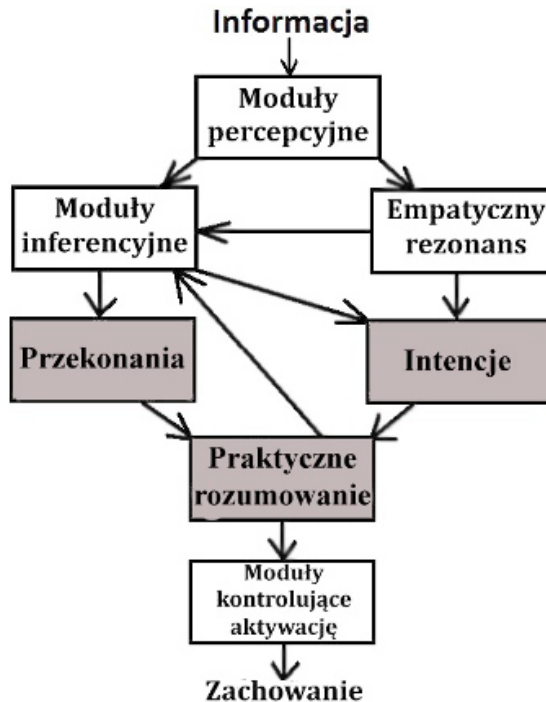 Informacja
Moduły
percepcyjne
Moduły
inferencyjne
Empatyczny
rezonans
Przekonania
Intencje
Praktyczne
rozumowanie
Moduły
kontrolujące
aktywację
Zachowanie